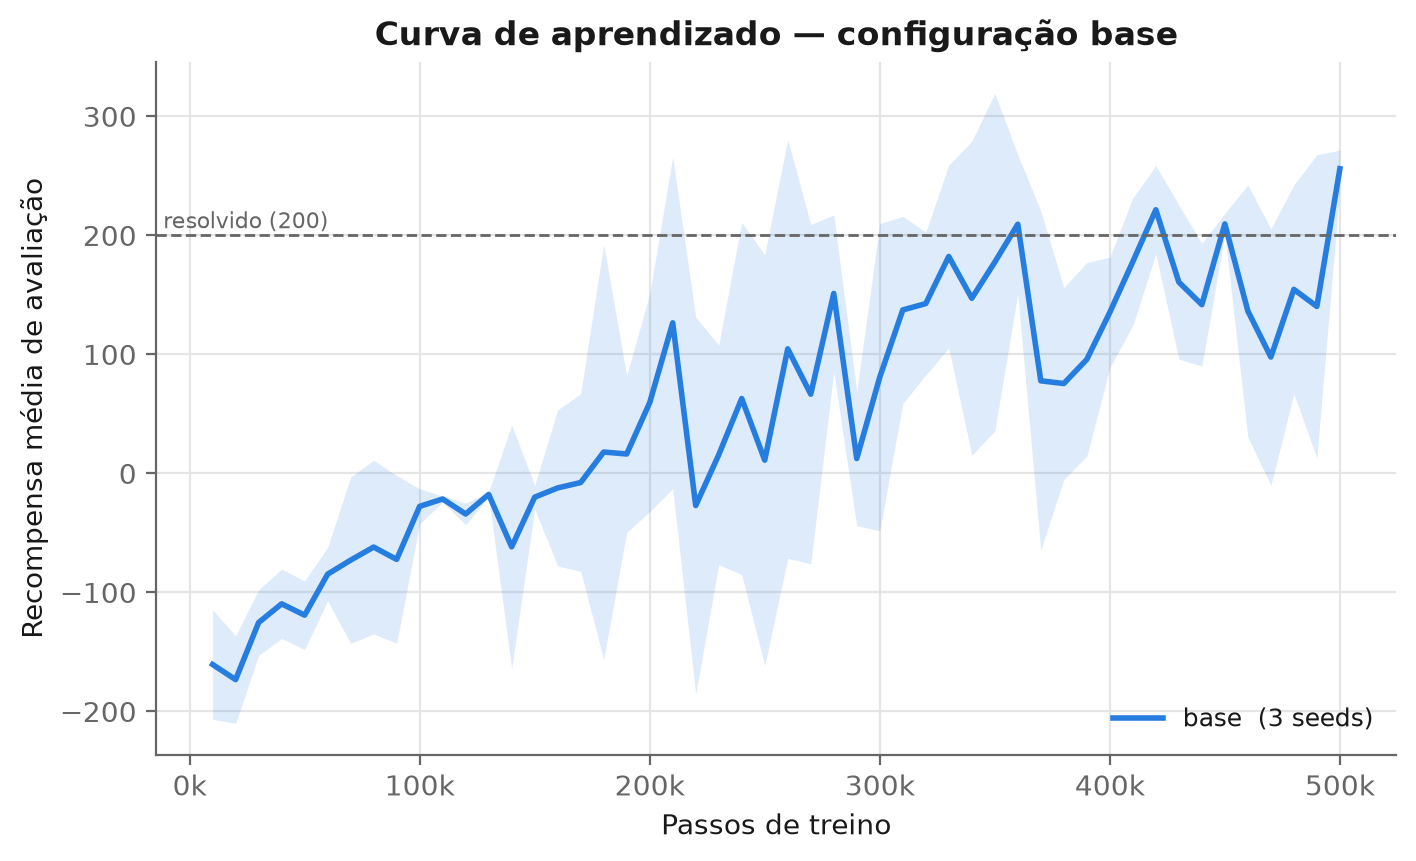 Curva de aprendizado — configuração base
Recompensa média de avaliação
300
200
100
0
−100
−200
resolvido (200)
base (3 seeds)
0k 100k 200k 300k 400k 500k
Passos de treino